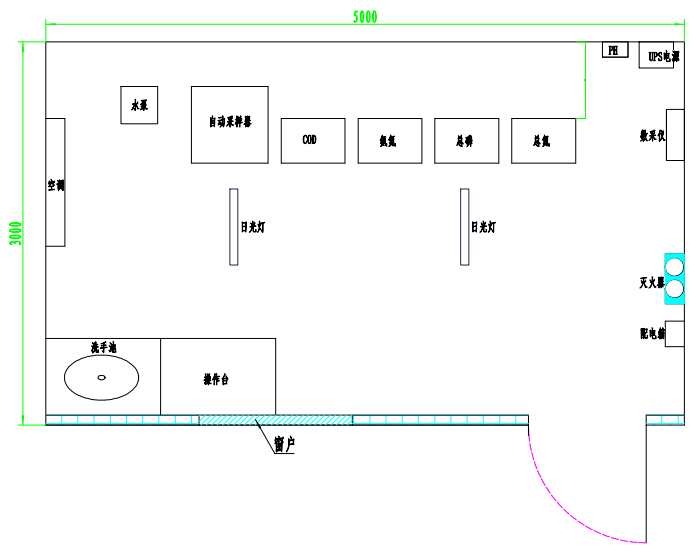 5000
PH
UPS电源
水泵
自动采样器
COD
氨氮
总磷
总氮
数采仪
空调
日光灯
日光灯
3000
灭火器
配电箱
洗手池
操作台
窗户